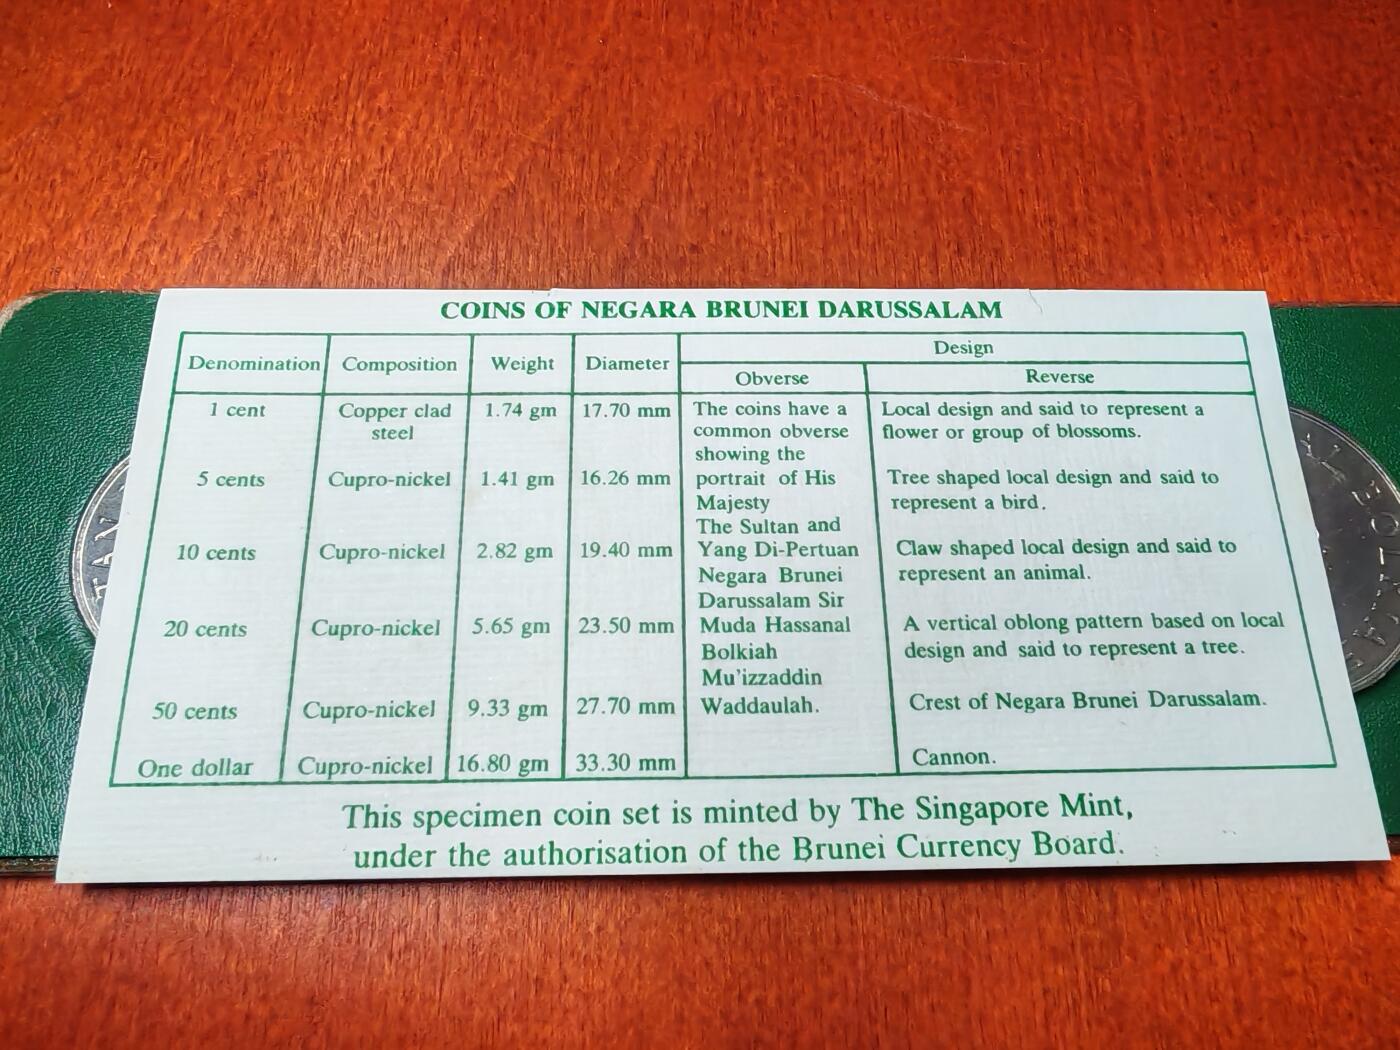 COINS OF NEGARA BRUNEI DARUSSALAM
Denomination Composition Weight Diameter Design
Obverse Reverse
1 cent Copper clad steel 1.74 gm 17.70 mm
5 cents Cupro-nickel 1.41 gm 16.26 mm
10 cents Cupro-nickel 2.82 gm 19.40 mm
20 cents Cupro-nickel 5.65 gm 23.50 mm
50 cents Cupro-nickel 9.33 gm 27.70 mm
One dollar Cupro-nickel 16.80 gm 33.30 mm
The coins have a
common obverse
showing the
portrait of His
Majesty
The Sultan and
Yang Di-Pertuan
Negara Brunei
Darussalam Sir
Muda Hassanal
Bolkiah
Mu'izzaddin
Waddaulah.
Local design and said to represent a
flower or group of blossoms.
Tree shaped local design and said to
represent a bird.
Claw shaped local design and said to
represent an animal.
A vertical oblong pattern based on local
design and said to represent a tree.
Crest of Negara Brunei Darussalam.
Cannon.
This specimen coin set is minted by The Singapore Mint,
under the authorisation of the Brunei Currency Board.